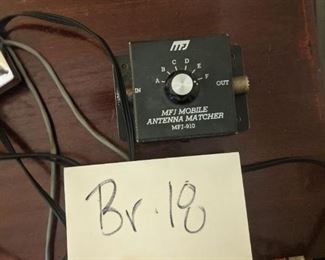 MFJ
A B C D E F
IN OUT
MFJ MOBILE
ANTENNA MATCHER
MFJ-910
Br. 18